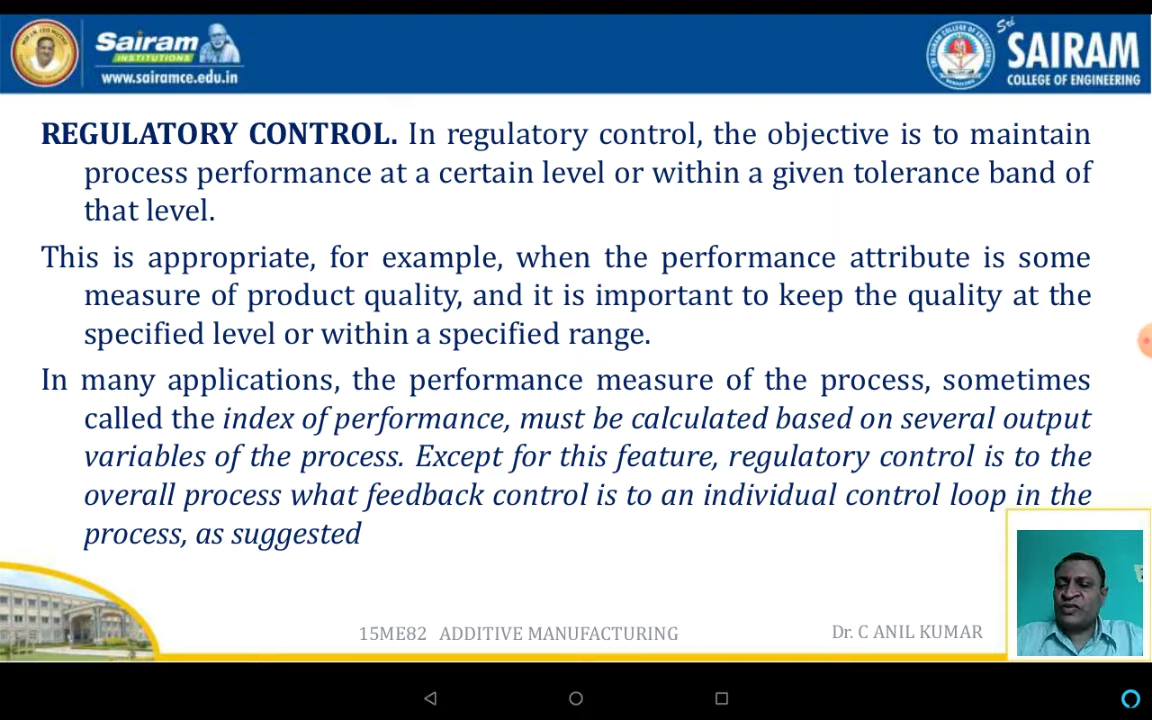 Sairam
INSTITUTIONS
www.sairamce.edu.in
Sri
SAIRAM
COLLEGE OF ENGINEERING
REGULATORY CONTROL. In regulatory control, the objective is to maintain
process performance at a certain level or within a given tolerance band of
that level.
This is appropriate, for example, when the performance attribute is some
measure of product quality, and it is important to keep the quality at the
specified level or within a specified range.
In many applications, the performance measure of the process, sometimes
called the index of performance, must be calculated based on several output
variables of the process. Except for this feature, regulatory control is to the
overall process what feedback control is to an individual control loop in the
process, as suggested
15ME82 ADDITIVE MANUFACTURING
Dr. C ANIL KUMAR